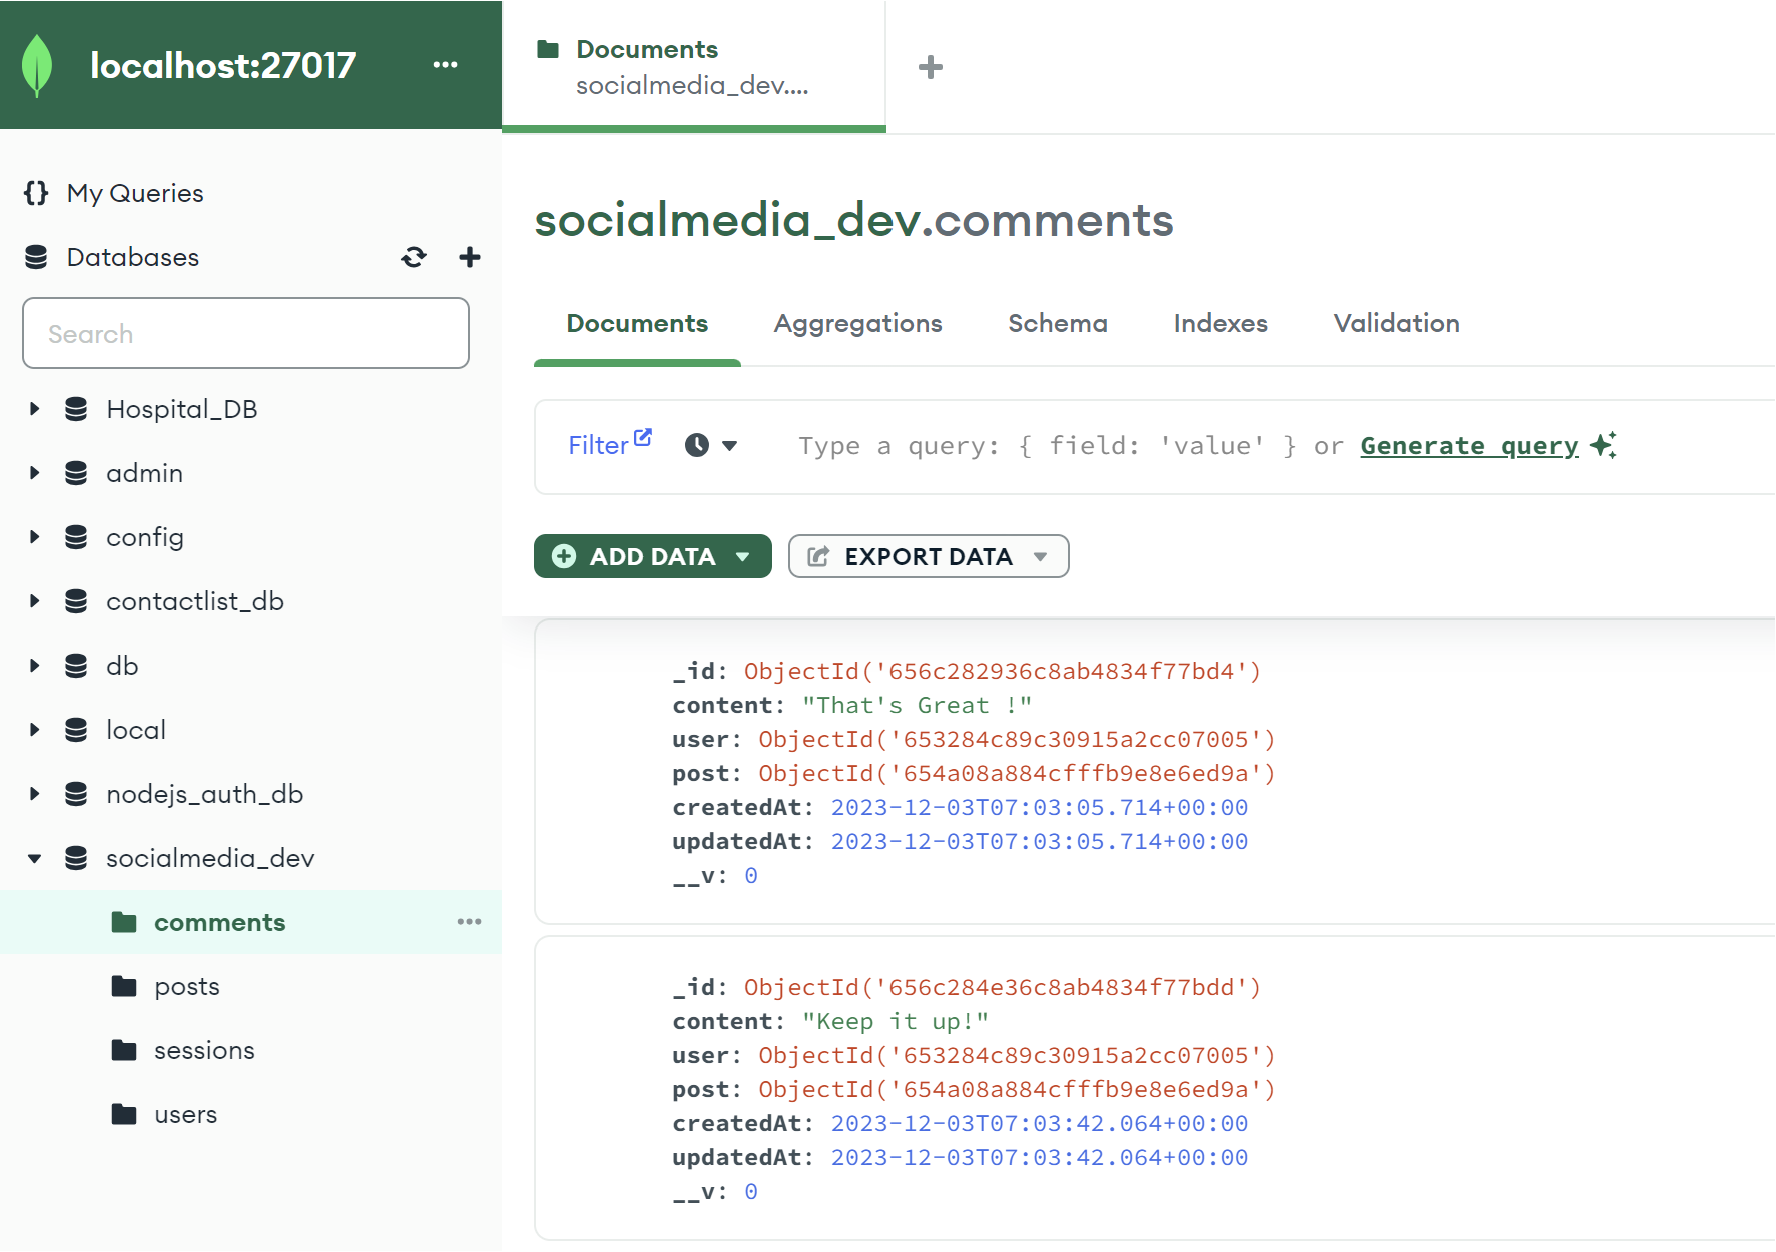 localhost:27017
My Queries
Databases
Search
Hospital_DB
admin
config
contactlist_db
db
local
nodejs_auth_db
socialmedia_dev
comments
posts
sessions
users
Documents
socialmedia_dev....
socialmedia_dev.comments
Documents Aggregations Schema Indexes Validation
Filter Type a query: { field: 'value' } or Generate query
ADD DATA EXPORT DATA
_id: ObjectId('656c282936c8ab4834f77bd4')
content: "That's Great !"
user: ObjectId('653284c89c30915a2cc07005')
post: ObjectId('654a08a884cfffb9e8e6ed9a')
createdAt: 2023-12-03T07:03:05.714+00:00
updatedAt: 2023-12-03T07:03:05.714+00:00
__v: 0
_id: ObjectId('656c284e36c8ab4834f77bdd')
content: "Keep it up!"
user: ObjectId('653284c89c30915a2cc07005')
post: ObjectId('654a08a884cfffb9e8e6ed9a')
createdAt: 2023-12-03T07:03:42.064+00:00
updatedAt: 2023-12-03T07:03:42.064+00:00
__v: 0